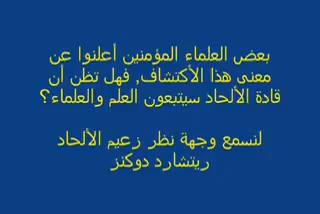 بعض العلماء المؤمنين أعلنوا عن
معنى هذا الأكتشاف, فهل تظن أن
قادة الألحاد سيتبعون العلم والعلماء؟
لنسمع وجهة نظر زعيم الألحاد
ريتشارد دوكنز